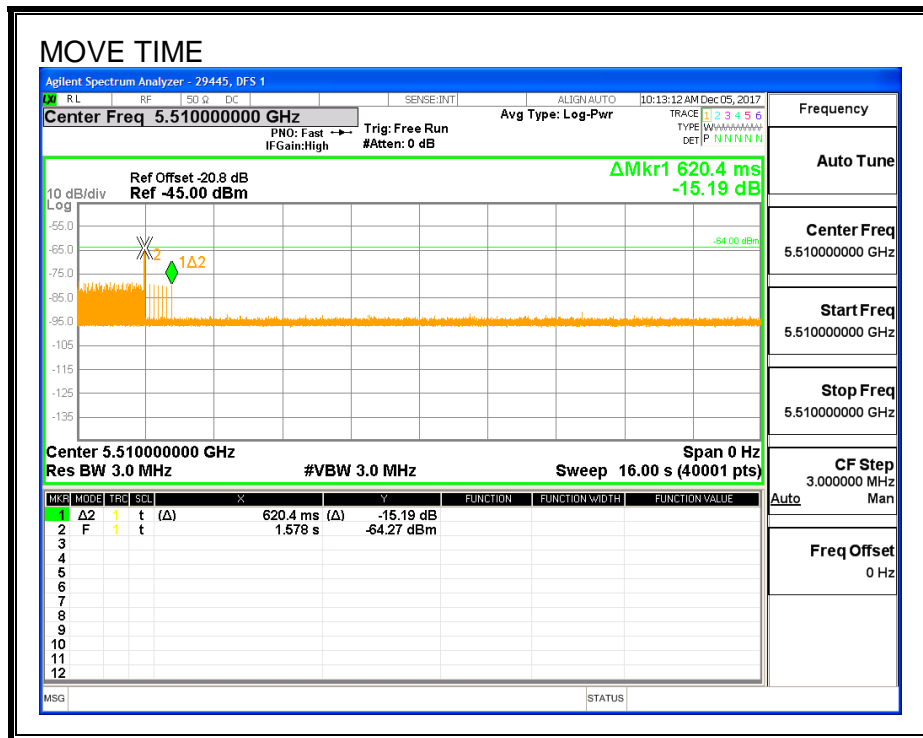 MOVE TIME
Agilent Spectrum Analyzer - 29445, DFS 1
LXI RL RF 50 Ω DC SENSE:INT ALIGN AUTO 10:13:12 AM Dec 05, 2017
Center Freq 5.510000000 GHz
PNO: Fast
IFGain:High
Trig: Free Run
#Atten: 0 dB
Avg Type: Log-Pwr
TRACE 1 2 3 4 5 6
TYPE WWWWWW
DET P N N N N N
Ref Offset -20.8 dB
10 dB/div Ref -45.00 dBm
Log
ΔMkr1 620.4 ms
-15.19 dB
-55.0
-65.0
-75.0
-85.0
-95.0
-105
-115
-125
-135
-64.00 dBm
2
1Δ2
Center 5.510000000 GHz Span 0 Hz
Res BW 3.0 MHz #VBW 3.0 MHz Sweep 16.00 s (40001 pts)
MKR MODE TRC SCL X Y FUNCTION FUNCTION WIDTH FUNCTION VALUE
1 Δ2 1 t (Δ) 620.4 ms (Δ) -15.19 dB
2 F 1 t 1.578 s -64.27 dBm
3
4
5
6
7
8
9
10
11
12
MSG STATUS
Frequency
Auto Tune
Center Freq
5.510000000 GHz
Start Freq
5.510000000 GHz
Stop Freq
5.510000000 GHz
CF Step
3.000000 MHz
Auto Man
Freq Offset
0 Hz